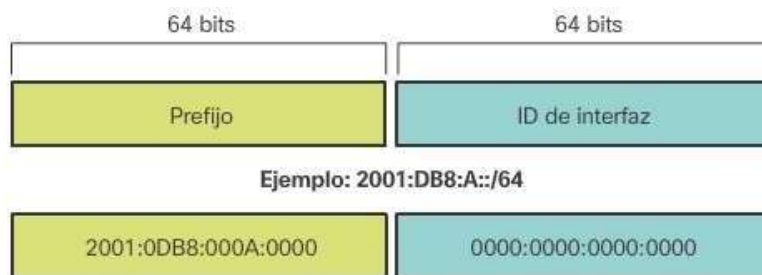 64 bits 64 bits
Prefijo ID de interfaz
Ejemplo: 2001:DB8:A::/64
2001:0DB8:000A:0000 0000:0000:0000:0000